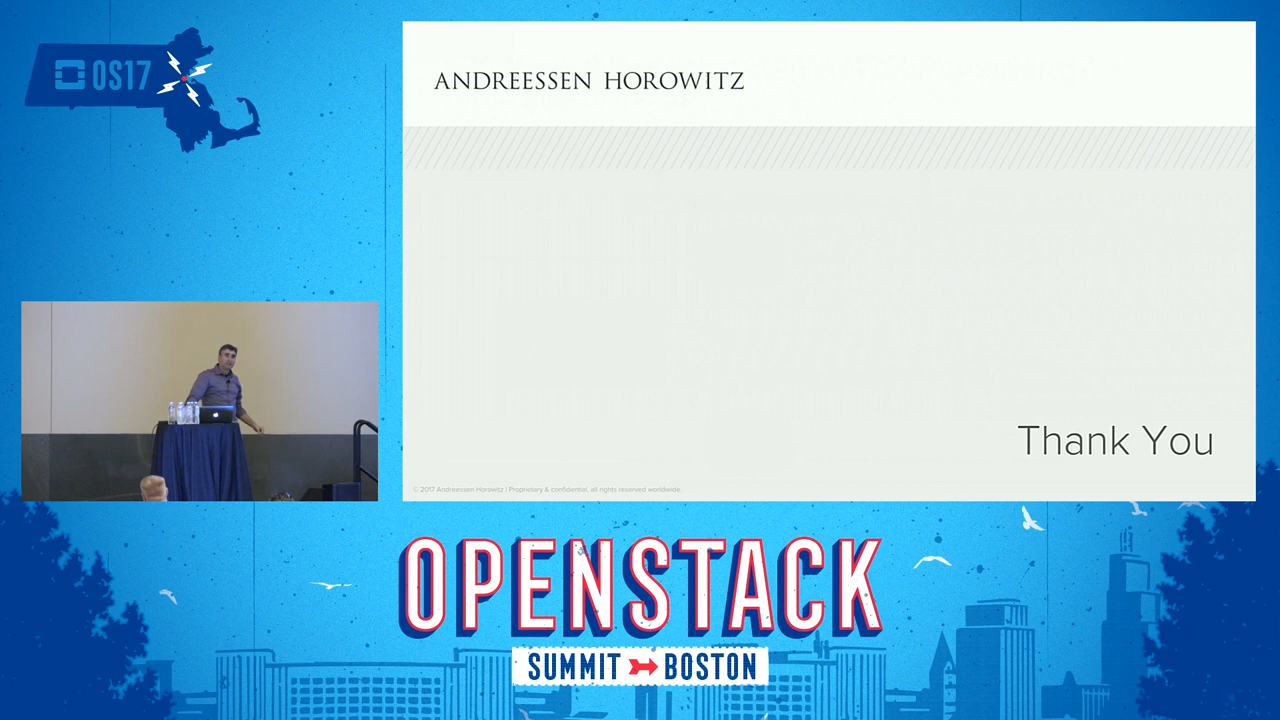 OS17
ANDREESSEN HOROWITZ
Thank You
© 2017 Andreessen Horowitz | Proprietary & confidential, all rights reserved worldwide.
OPENSTACK
SUMMIT BOSTON